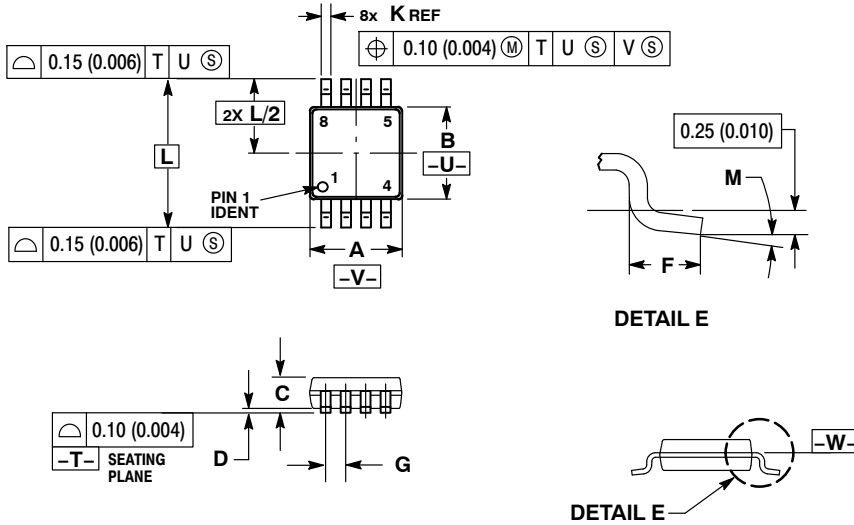 8x K REF
⌖ 0.10 (0.004) Ⓜ T U Ⓢ V Ⓢ
⌓ 0.15 (0.006) T U Ⓢ
2X L/2
8 5
B
-U-
L
PIN 1
IDENT
1 4
⌓ 0.15 (0.006) T U Ⓢ
A
-V-
0.25 (0.010)
M
F
DETAIL E
C
⌓ 0.10 (0.004)
-T- SEATING
PLANE
D
G
-W-
DETAIL E